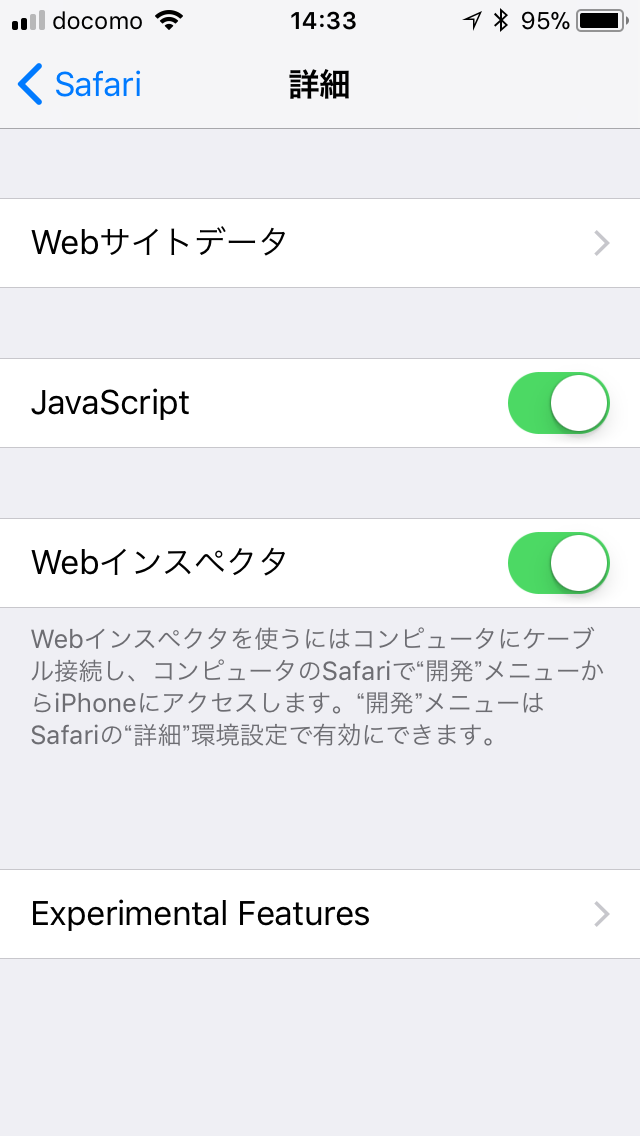 docomo 14:33 95%
Safari 詳細
Webサイトデータ
JavaScript
Webインスペクタ
Webインスペクタを使うにはコンピュータにケーブ
ル接続し、コンピュータのSafariで“開発”メニューか
らiPhoneにアクセスします。“開発”メニューは
Safariの“詳細”環境設定で有効にできます。
Experimental Features